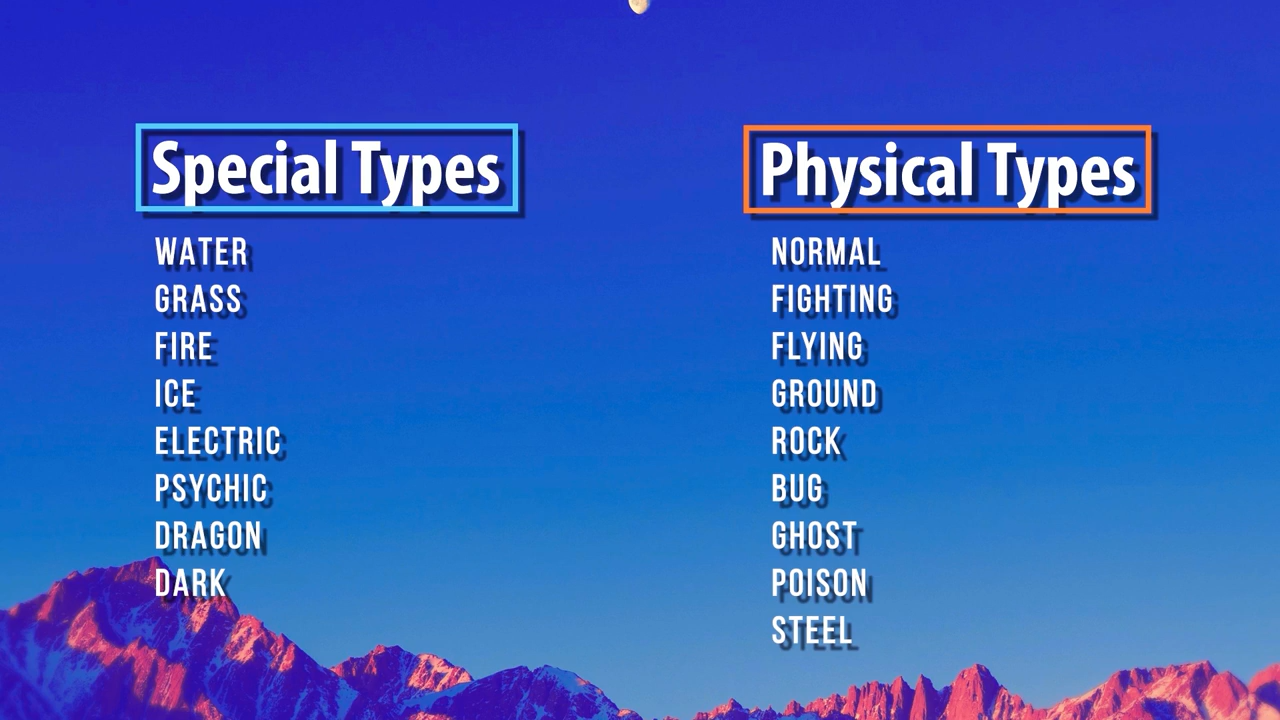 Special Types
WATER
GRASS
FIRE
ICE
ELECTRIC
PSYCHIC
DRAGON
DARK
Physical Types
NORMAL
FIGHTING
FLYING
GROUND
ROCK
BUG
GHOST
POISON
STEEL